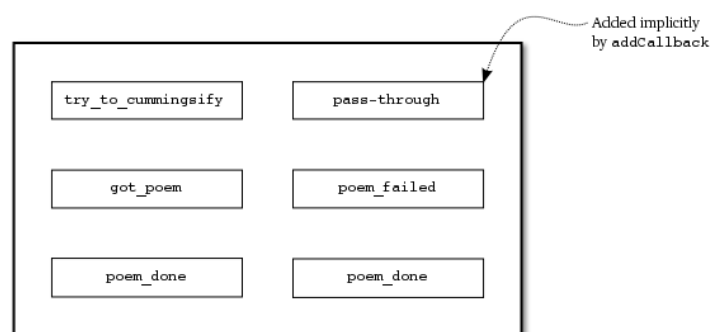 Added implicitly
by addCallback
try_to_cummingsify
pass-through
got_poem
poem_failed
poem_done
poem_done